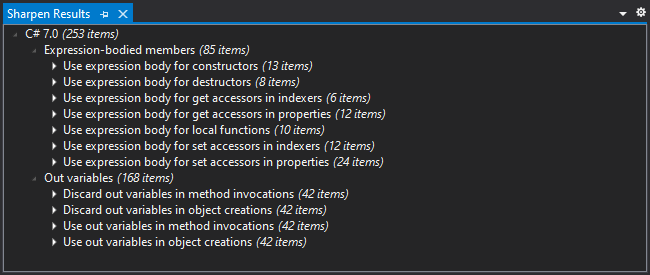 Sharpen Results
C# 7.0 (253 items)
Expression-bodied members (85 items)
Use expression body for constructors (13 items)
Use expression body for destructors (8 items)
Use expression body for get accessors in indexers (6 items)
Use expression body for get accessors in properties (12 items)
Use expression body for local functions (10 items)
Use expression body for set accessors in indexers (12 items)
Use expression body for set accessors in properties (24 items)
Out variables (168 items)
Discard out variables in method invocations (42 items)
Discard out variables in object creations (42 items)
Use out variables in method invocations (42 items)
Use out variables in object creations (42 items)